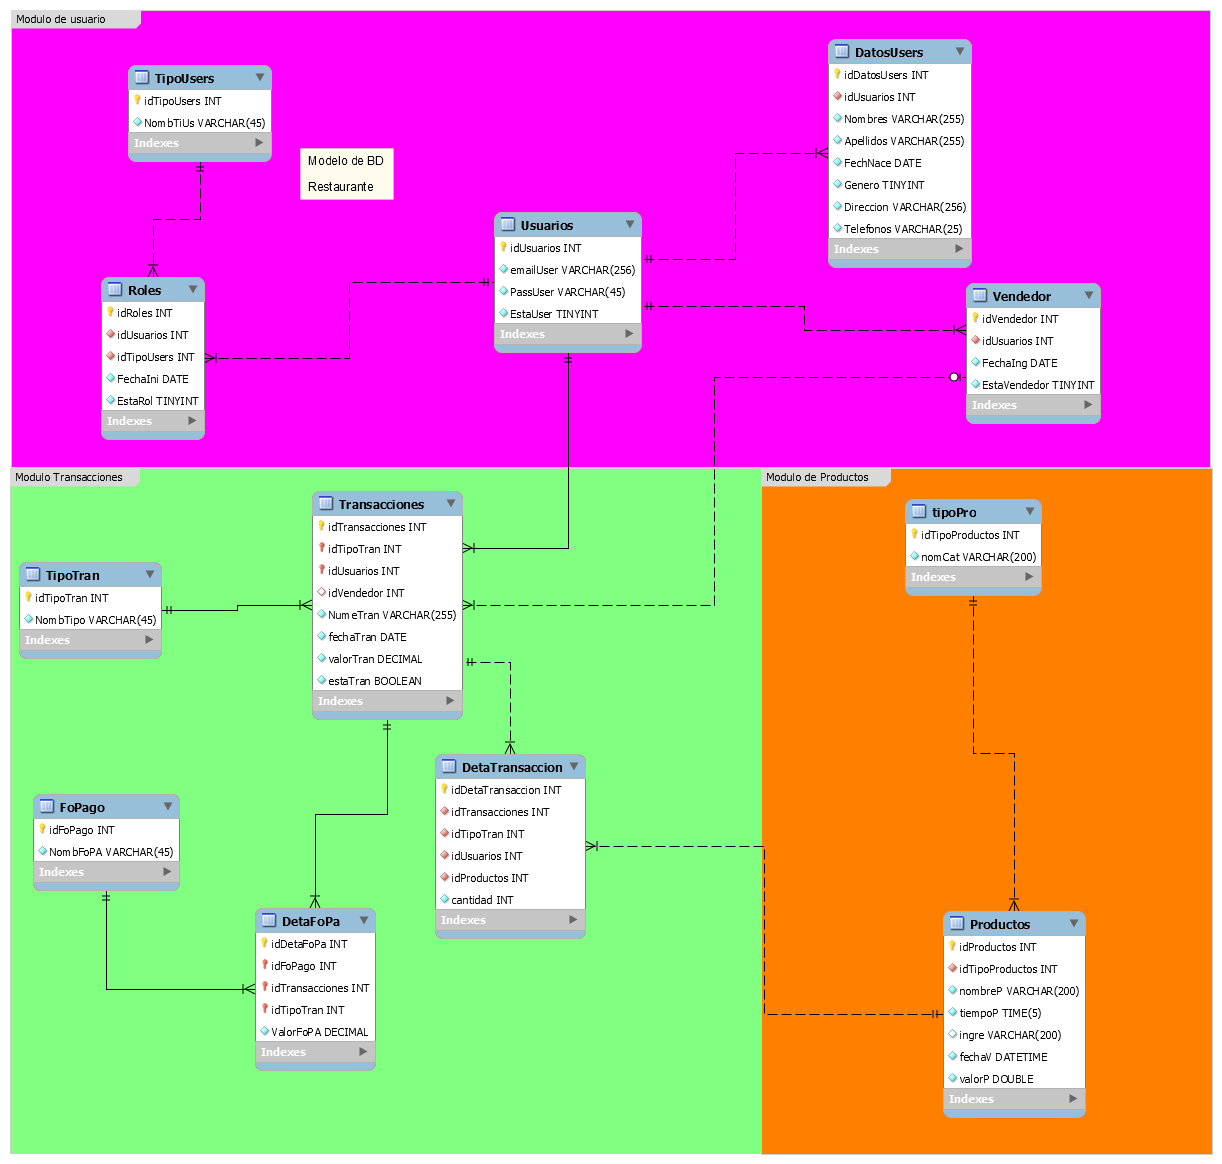 Modulo de usuario
TipoUsers
idTipoUsers INT
NombTiUs VARCHAR(45)
Indexes
Modelo de BD
Restaurante
DatosUsers
idDatosUsers INT
idUsuarios INT
Nombres VARCHAR(255)
Apellidos VARCHAR(255)
FechNace DATE
Genero TINYINT
Direccion VARCHAR(256)
Telefonos VARCHAR(25)
Indexes
Usuarios
idUsuarios INT
emailUser VARCHAR(256)
PassUser VARCHAR(45)
EstaUser TINYINT
Indexes
Roles
idRoles INT
idUsuarios INT
idTipoUsers INT
FechaIni DATE
EstaRol TINYINT
Indexes
Vendedor
idVendedor INT
idUsuarios INT
FechaIng DATE
EstaVendedor TINYINT
Indexes
Modulo Transacciones
Transacciones
idTransacciones INT
idTipoTran INT
idUsuarios INT
idVendedor INT
NumeTran VARCHAR(255)
fechaTran DATE
valorTran DECIMAL
estaTran BOOLEAN
Indexes
TipoTran
idTipoTran INT
NombTipo VARCHAR(45)
Indexes
DetaTransaccion
idDetaTransaccion INT
idTransacciones INT
idTipoTran INT
idUsuarios INT
idProductos INT
cantidad INT
Indexes
FoPago
idFoPago INT
NombFoPA VARCHAR(45)
Indexes
DetaFoPa
idDetaFoPa INT
idFoPago INT
idTransacciones INT
idTipoTran INT
ValorFoPA DECIMAL
Indexes
Modulo de Productos
tipoPro
idTipoProductos INT
nomCat VARCHAR(200)
Indexes
Productos
idProductos INT
idTipoProductos INT
nombreP VARCHAR(200)
tiempoP TIME(5)
ingre VARCHAR(200)
fechaV DATETIME
valorP DOUBLE
Indexes